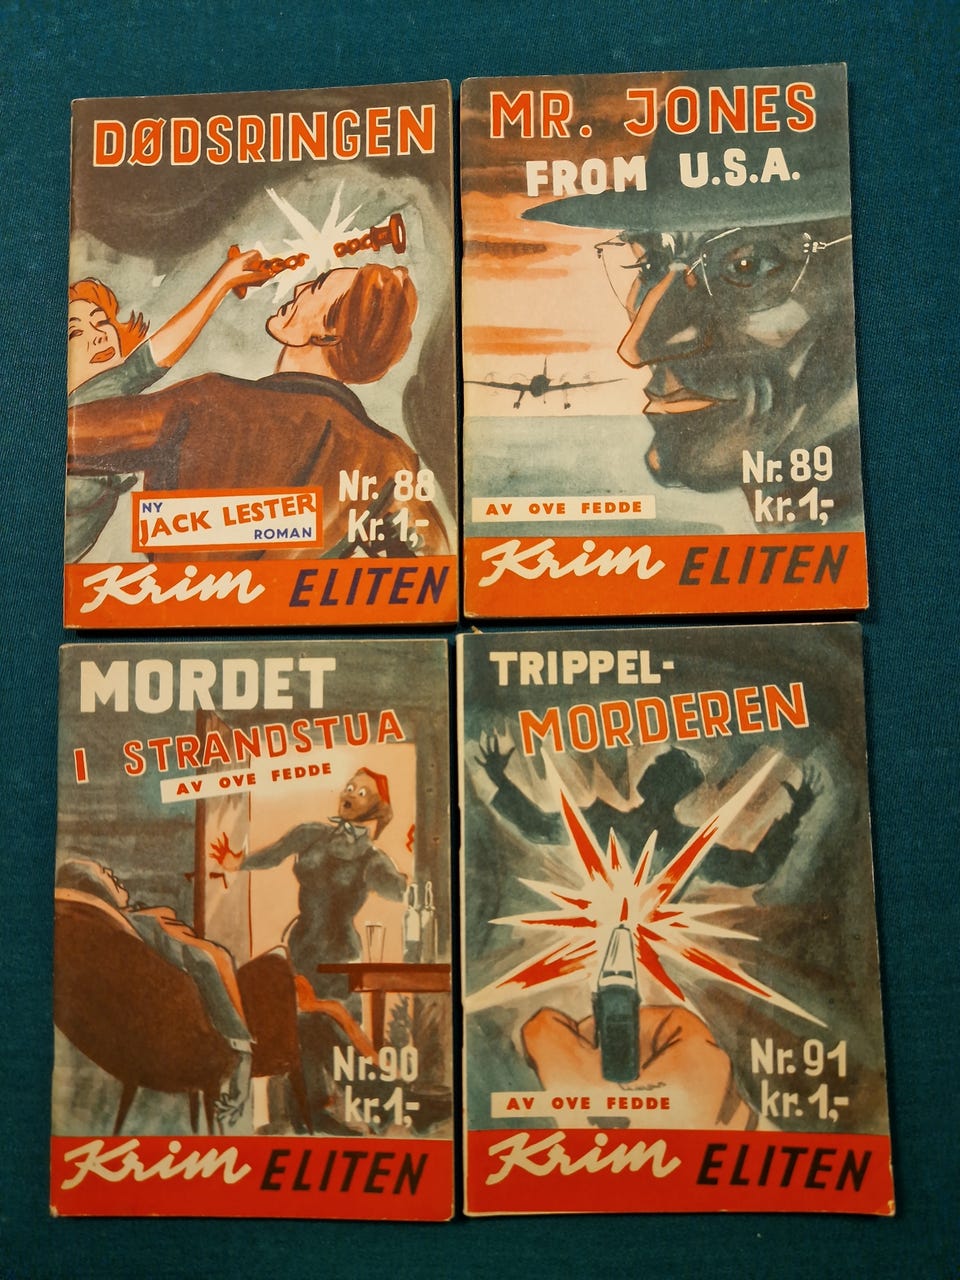 DØDSRINGEN
Nr. 88
Kr. 1,-
NY
JACK LESTER
ROMAN
Krim ELITEN
MR. JONES
FROM U.S.A.
Nr. 89
kr. 1,-
AV OVE FEDDE
Krim ELITEN
MORDET
I STRANDSTUA
AV OVE FEDDE
Nr. 90
kr. 1,-
Krim ELITEN
TRIPPEL-
MORDEREN
Nr. 91
kr. 1,-
AV OVE FEDDE
Krim ELITEN